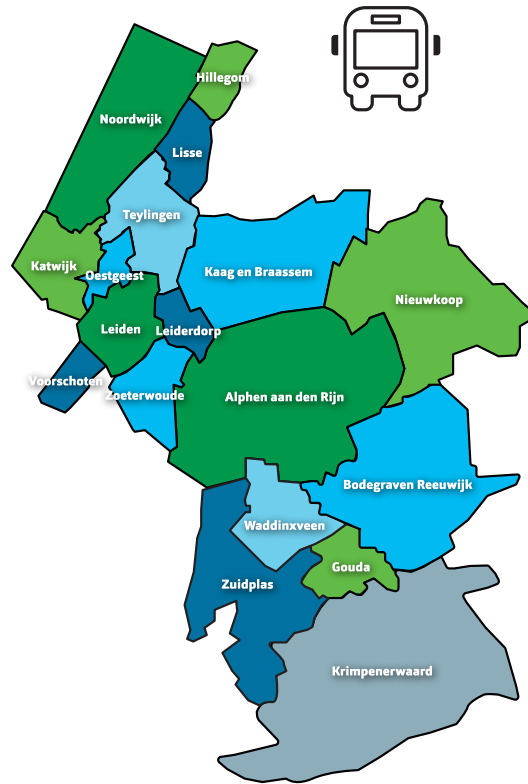 Hillegom
Noordwijk
Lisse
Teylingen
Katwijk
Oestgeest
Kaag en Braassem
Nieuwkoop
Leiden
Leiderdorp
Voorschoten
Zoeterwoude
Alphen aan den Rijn
Bodegraven Reeuwijk
Waddinxveen
Gouda
Zuidplas
Krimpenerwaard